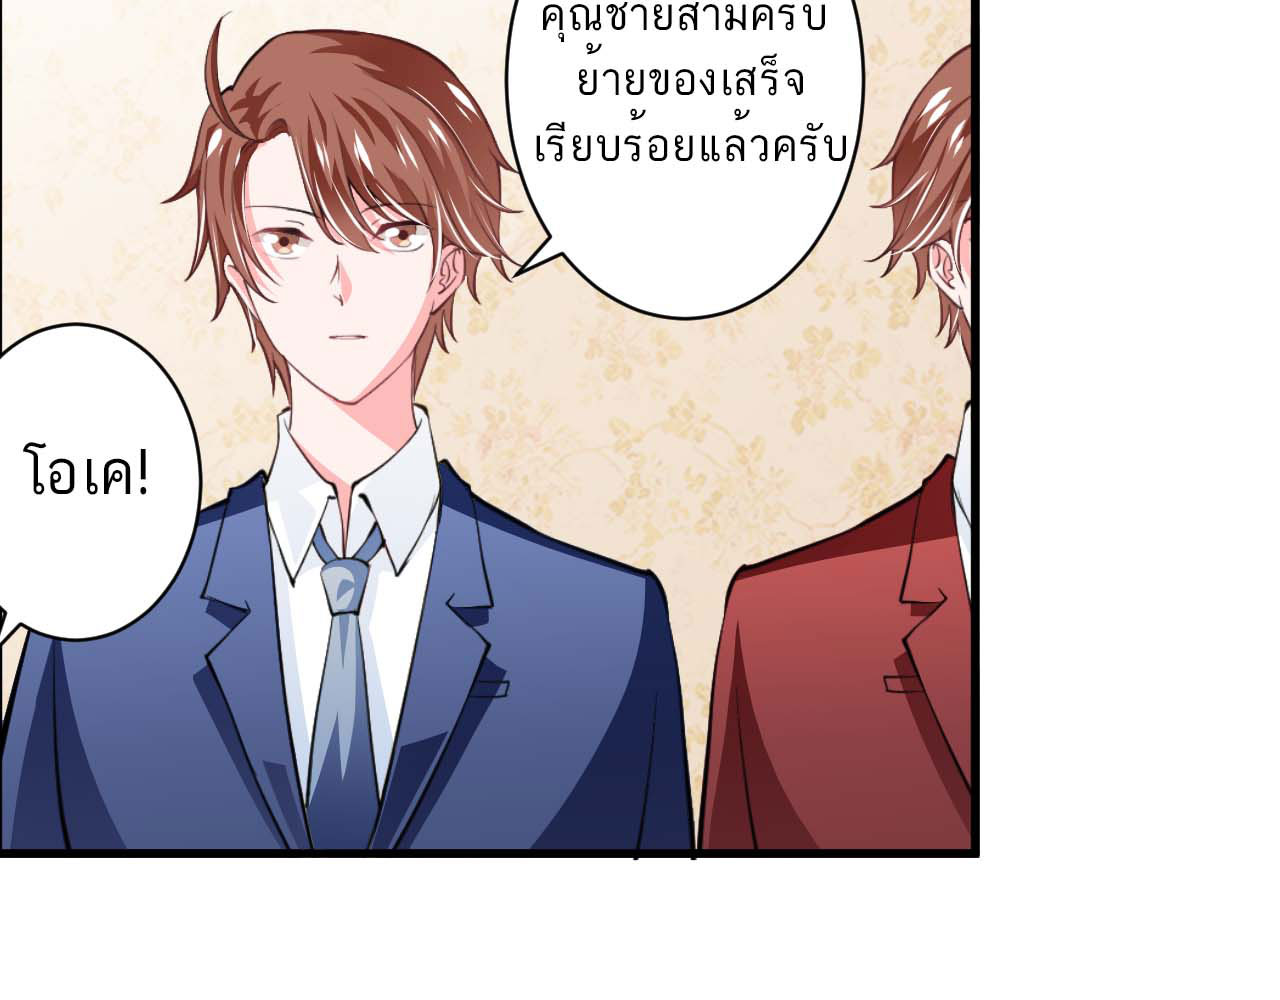 คุณชายสามครับ
ย้ายของเสร็จ
เรียบร้อยแล้วครับ
โอเค!